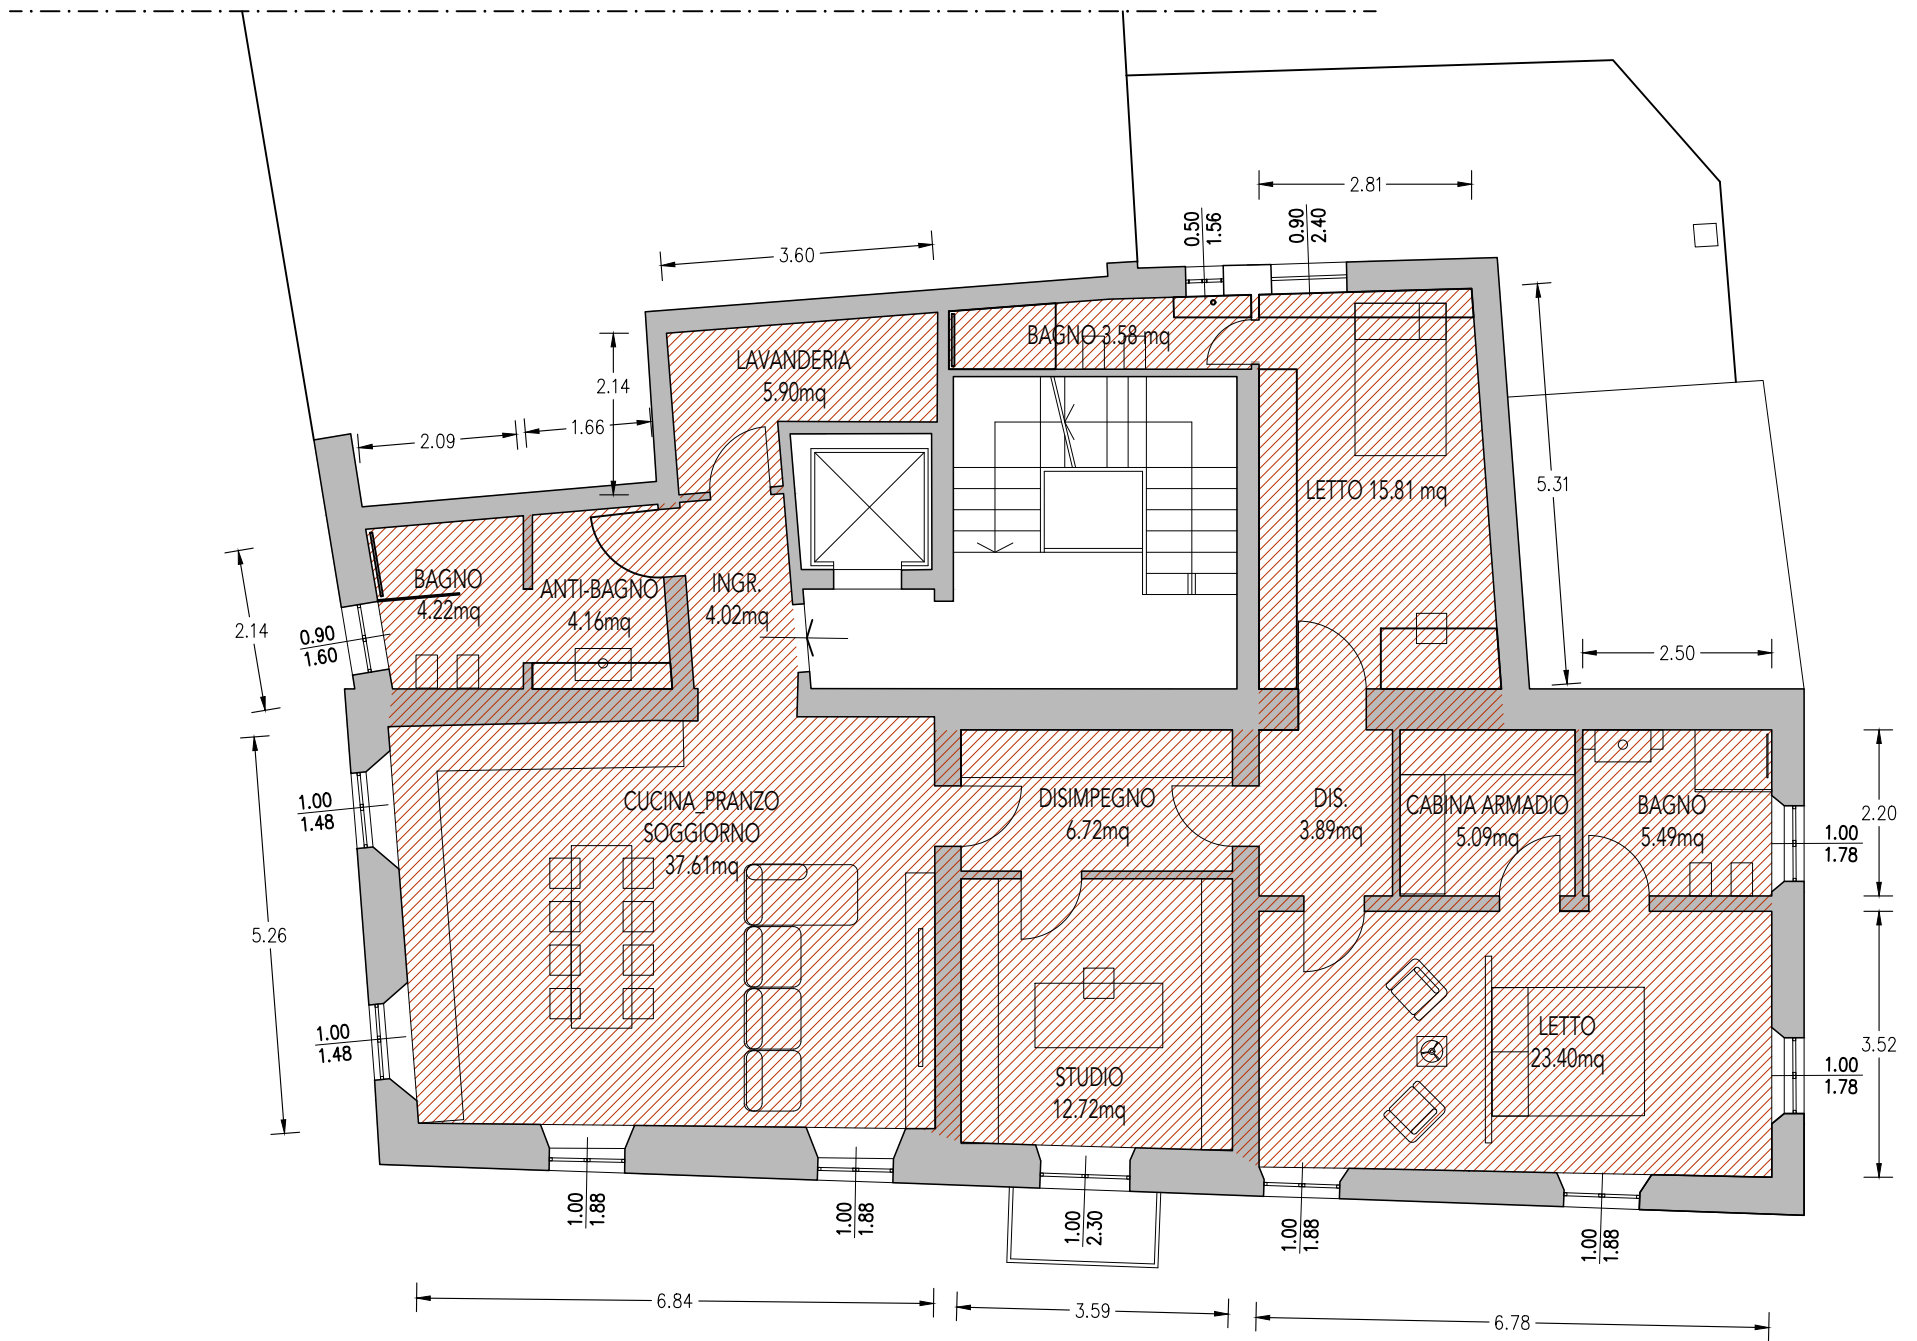 2.81
0.50
1.56
0.90
2.40
3.60
BAGNO 3.58 mq
LAVANDERIA
5.90mq
2.14
1.66
2.09
5.31
LETTO 15.81 mq
BAGNO
4.22mq
ANTI-BAGNO
4.16mq
INGR.
4.02mq
2.14
0.90
1.60
2.50
CUCINA_PRANZO
SOGGIORNO
37.61mq
DISIMPEGNO
6.72mq
DIS.
3.89mq
CABINA ARMADIO
5.09mq
BAGNO
5.49mq
2.20
1.00
1.78
1.00
1.48
5.26
1.00
1.48
STUDIO
12.72mq
LETTO
23.40mq
3.52
1.00
1.78
1.00
1.88
1.00
1.88
1.00
2.30
1.00
1.88
1.00
1.88
6.84
3.59
6.78